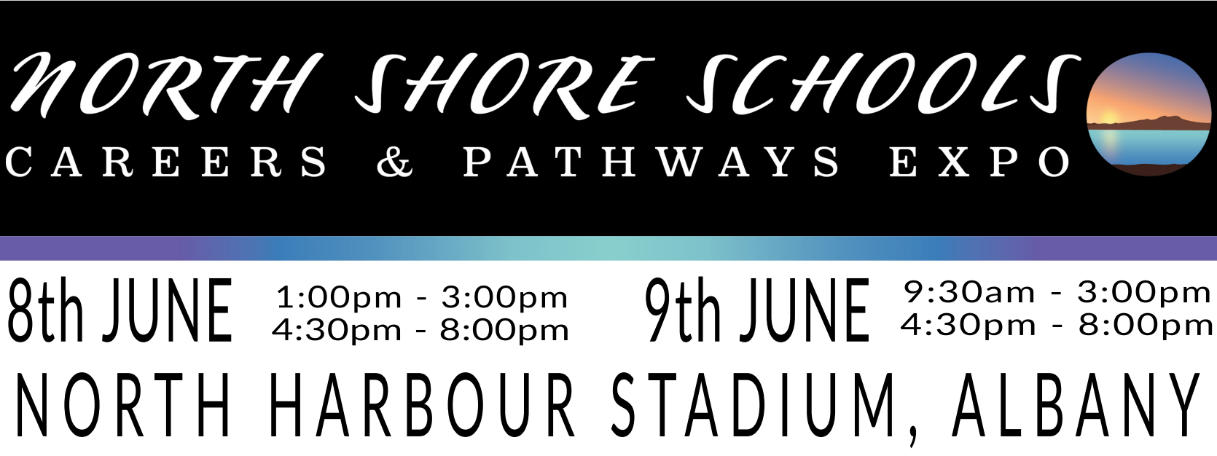 NORTH SHORE SCHOOLS
CAREERS & PATHWAYS EXPO
8th JUNE
1:00pm - 3:00pm
4:30pm - 8:00pm
9th JUNE
9:30am - 3:00pm
4:30pm - 8:00pm
NORTH HARBOUR STADIUM, ALBANY